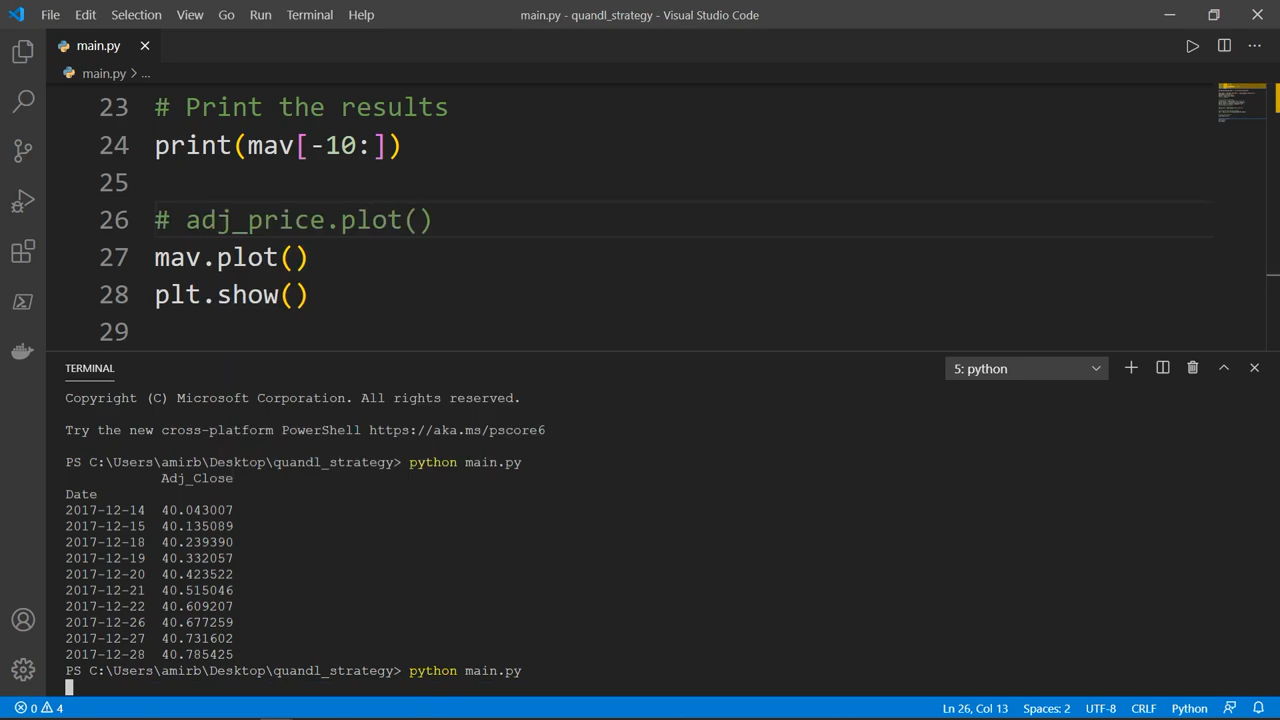 File Edit Selection View Go Run Terminal Help main.py - quandl_strategy - Visual Studio Code
main.py
main.py > ...
23 # Print the results
24 print(mav[-10:])
25
26 # adj_price.plot()
27 mav.plot()
28 plt.show()
29
TERMINAL 5: python
Copyright (C) Microsoft Corporation. All rights reserved.
Try the new cross-platform PowerShell https://aka.ms/pscore6
PS C:\Users\amirb\Desktop\quandl_strategy> python main.py
Adj_Close
Date
2017-12-14 40.043007
2017-12-15 40.135089
2017-12-18 40.239390
2017-12-19 40.332057
2017-12-20 40.423522
2017-12-21 40.515046
2017-12-22 40.609207
2017-12-26 40.677259
2017-12-27 40.731602
2017-12-28 40.785425
PS C:\Users\amirb\Desktop\quandl_strategy> python main.py
0 4 Ln 26, Col 13 Spaces: 2 UTF-8 CRLF Python